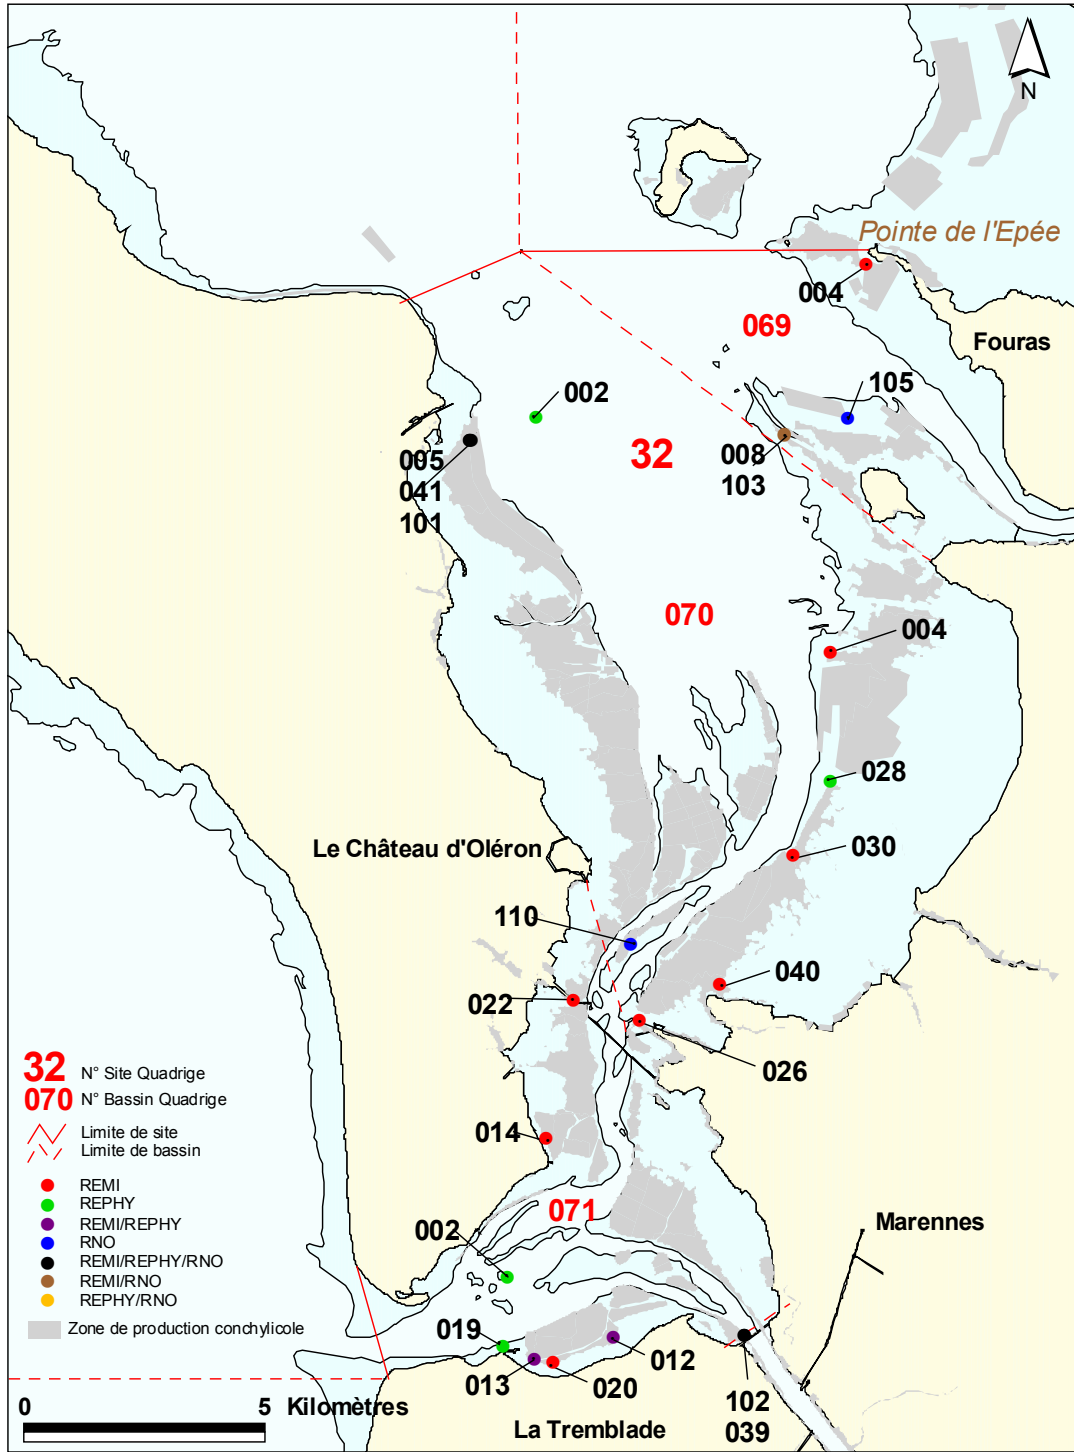 N
Pointe de l'Epée
004
069
Fouras
105
002
32
008
103
005
041
101
070
004
028
Le Château d'Oléron
030
110
040
022
026
32 N° Site Quadrige
070 N° Bassin Quadrige
Limite de site
Limite de bassin
014
REMI
REPHY
REMI/REPHY
RNO
REMI/REPHY/RNO
REMI/RNO
REPHY/RNO
Zone de production conchylicole
071
Marennes
002
019
012
013
020
102
039
0 5 Kilomètres
La Tremblade